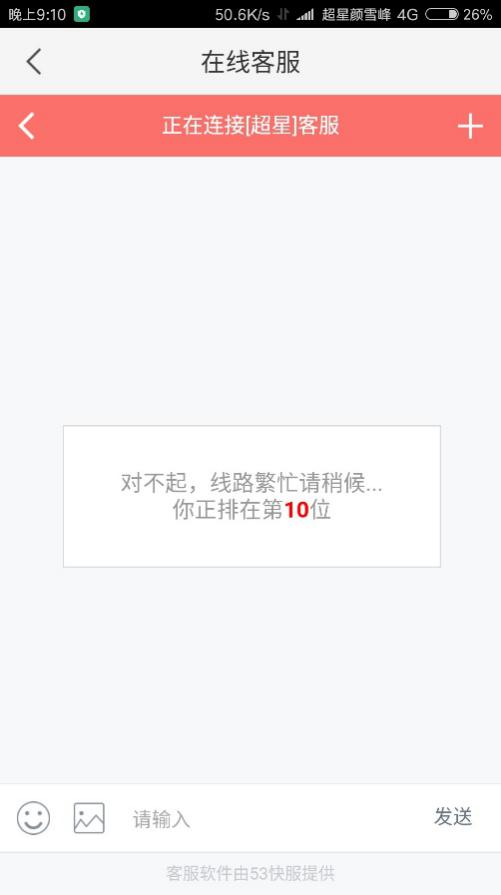 晚上9:10 50.6K/s 超星颜雪峰 4G 26%
在线客服
正在连接[超星]客服
对不起，线路繁忙请稍候...
你正排在第10位
请输入 发送
客服软件由53快服提供